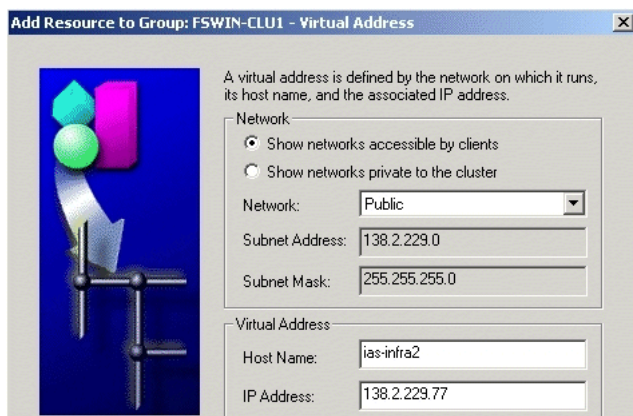 Add Resource to Group: FSWIN-CLU1 - Virtual Address
A virtual address is defined by the network on which it runs,
its host name, and the associated IP address.
Network
Show networks accessible by clients
Show networks private to the cluster
Network: Public
Subnet Address: 138.2.229.0
Subnet Mask: 255.255.255.0
Virtual Address
Host Name: ias-infra2
IP Address: 138.2.229.77